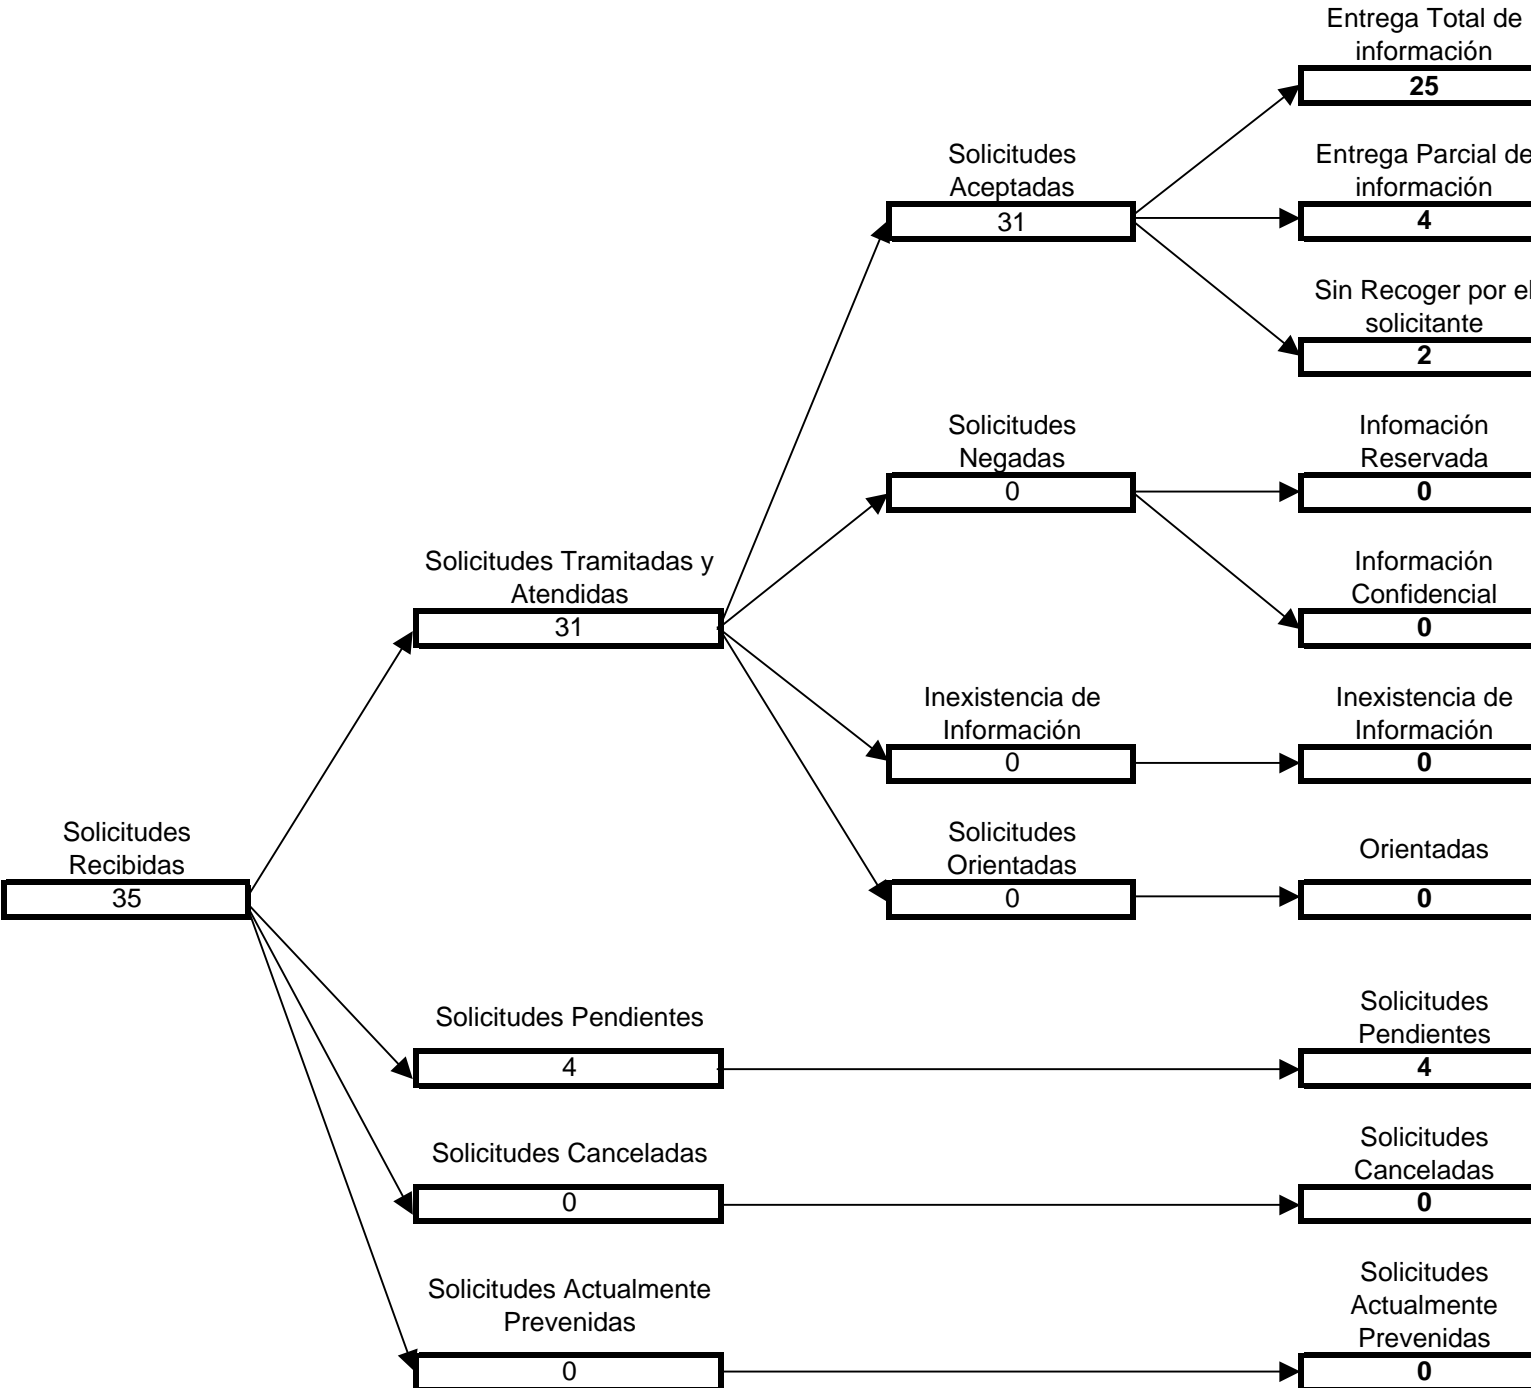 Entrega Total de
información
25
Solicitudes
Aceptadas
31
Entrega Parcial de
información
4
Sin Recoger por el
solicitante
2
Solicitudes
Negadas
0
Infomación
Reservada
0
Solicitudes Tramitadas y
Atendidas
31
Información
Confidencial
0
Inexistencia de
Información
0
Inexistencia de
Información
0
Solicitudes
Recibidas
35
Solicitudes
Orientadas
0
Orientadas
0
Solicitudes Pendientes
4
Solicitudes
Pendientes
4
Solicitudes Canceladas
0
Solicitudes
Canceladas
0
Solicitudes Actualmente
Prevenidas
0
Solicitudes
Actualmente
Prevenidas
0